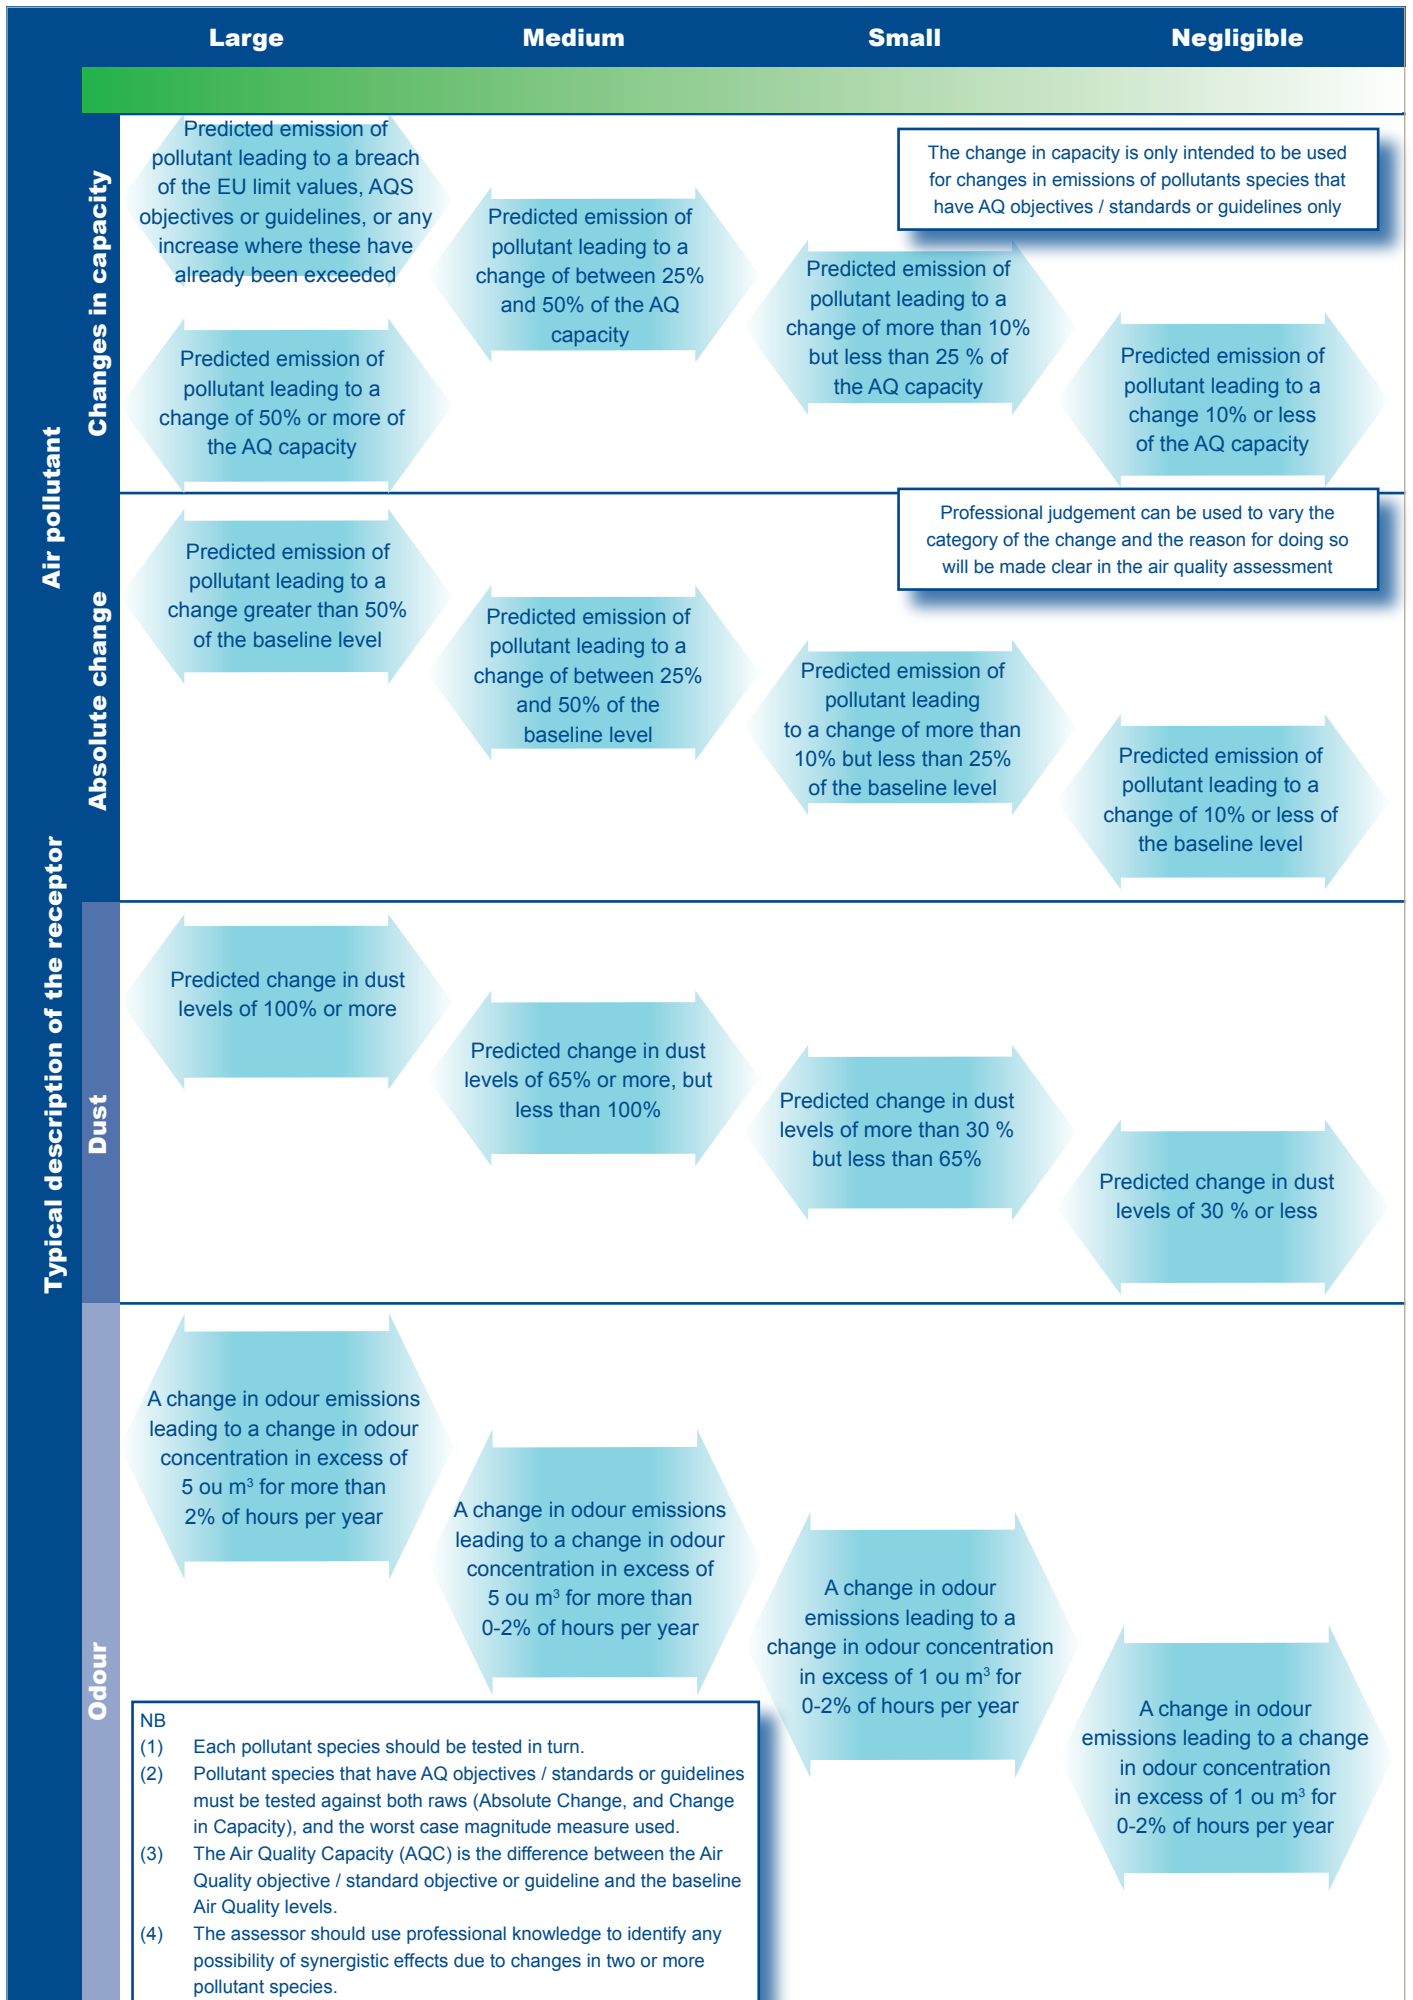 Large
Medium
Small
Negligible
Typical description of the receptor
Air pollutant
Changes in capacity
Predicted emission of
pollutant leading to a breach
of the EU limit values, AQS
objectives or guidelines, or any
increase where these have
already been exceeded
Predicted emission of
pollutant leading to a
change of 50% or more of
the AQ capacity
Predicted emission of
pollutant leading to a
change of between 25%
and 50% of the AQ
capacity
The change in capacity is only intended to be used
for changes in emissions of pollutants species that
have AQ objectives / standards or guidelines only
Predicted emission of
pollutant leading to a
change of more than 10%
but less than 25 % of
the AQ capacity
Predicted emission of
pollutant leading to a
change 10% or less
of the AQ capacity
Absolute change
Predicted emission of
pollutant leading to a
change greater than 50%
of the baseline level
Predicted emission of
pollutant leading to a
change of between 25%
and 50% of the
baseline level
Professional judgement can be used to vary the
category of the change and the reason for doing so
will be made clear in the air quality assessment
Predicted emission of
pollutant leading
to a change of more than
10% but less than 25%
of the baseline level
Predicted emission of
pollutant leading to a
change of 10% or less of
the baseline level
Dust
Predicted change in dust
levels of 100% or more
Predicted change in dust
levels of 65% or more, but
less than 100%
Predicted change in dust
levels of more than 30 %
but less than 65%
Predicted change in dust
levels of 30 % or less
Odour
A change in odour emissions
leading to a change in odour
concentration in excess of
5 ou m³ for more than
2% of hours per year
A change in odour emissions
leading to a change in odour
concentration in excess of
5 ou m³ for more than
0-2% of hours per year
A change in odour
emissions leading to a
change in odour concentration
in excess of 1 ou m³ for
0-2% of hours per year
A change in odour
emissions leading to a change
in odour concentration
in excess of 1 ou m³ for
0-2% of hours per year
NB
(1) Each pollutant species should be tested in turn.
(2) Pollutant species that have AQ objectives / standards or guidelines
must be tested against both raws (Absolute Change, and Change
in Capacity), and the worst case magnitude measure used.
(3) The Air Quality Capacity (AQC) is the difference between the Air
Quality objective / standard objective or guideline and the baseline
Air Quality levels.
(4) The assessor should use professional knowledge to identify any
possibility of synergistic effects due to changes in two or more
pollutant species.